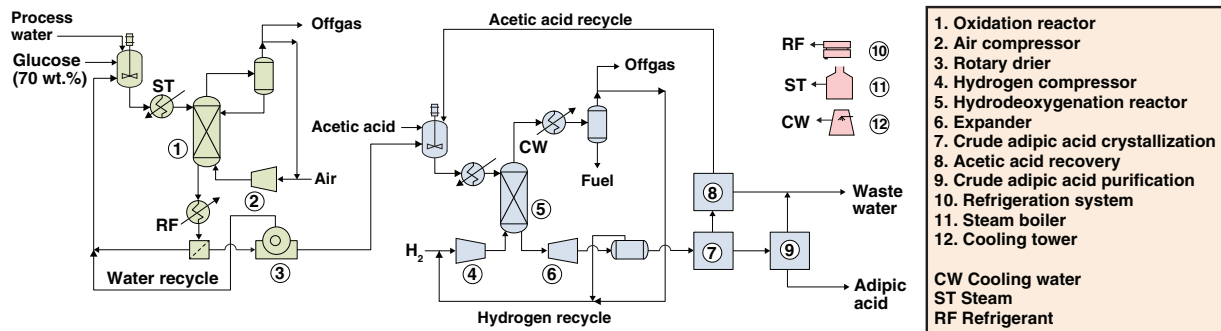 Process
water
Glucose
(70 wt.%)
ST
Offgas
1
Air
2
RF
Water recycle
3
Acetic acid recycle
Acetic acid
CW
Offgas
Fuel
5
H2
4
6
Hydrogen recycle
7
8
9
Waste
water
Adipic
acid
RF
10
ST
11
CW
12
1. Oxidation reactor
2. Air compressor
3. Rotary drier
4. Hydrogen compressor
5. Hydrodeoxygenation reactor
6. Expander
7. Crude adipic acid crystallization
8. Acetic acid recovery
9. Crude adipic acid purification
10. Refrigeration system
11. Steam boiler
12. Cooling tower
CW Cooling water
ST Steam
RF Refrigerant